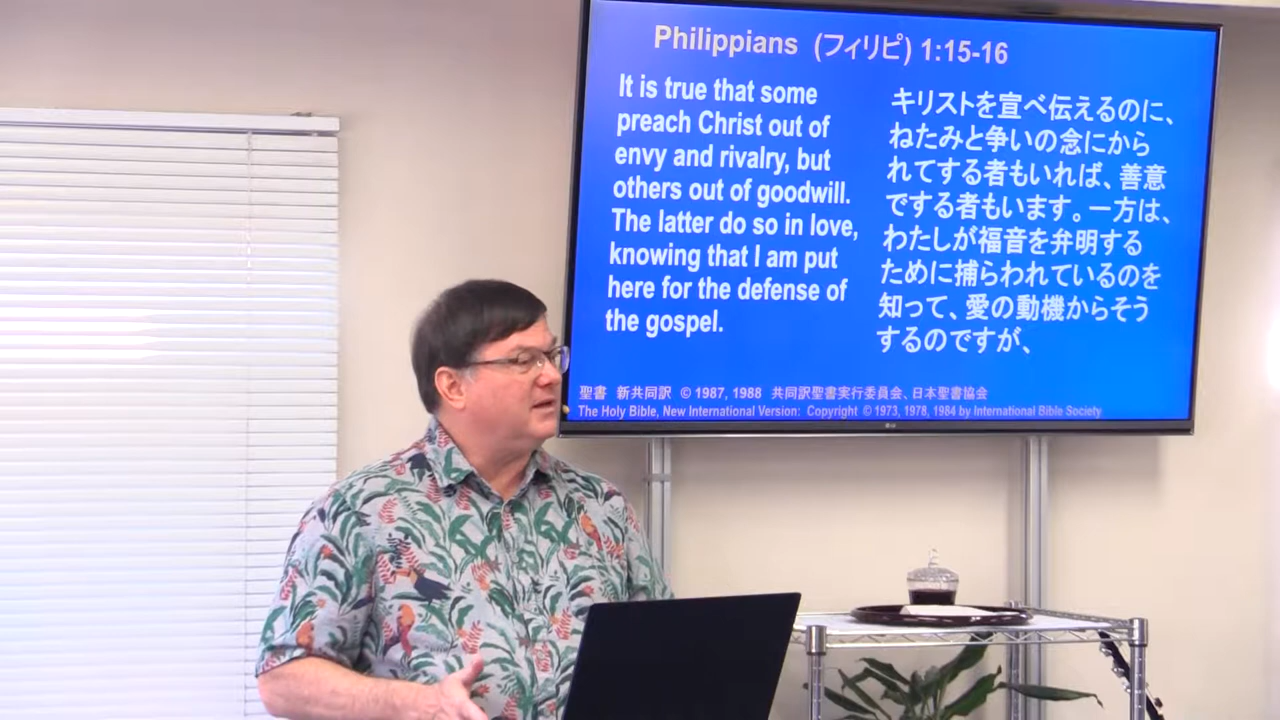 Philippians (フィリピ) 1:15-16
It is true that some
preach Christ out of
envy and rivalry, but
others out of goodwill.
The latter do so in love,
knowing that I am put
here for the defense of
the gospel.
キリストを宣べ伝えるのに、
ねたみと争いの念にから
れてする者もいれば、善意
でする者もいます。一方は、
わたしが福音を弁明する
ために捕らわれているのを
知って、愛の動機からそう
するのですが、
聖書 新共同訳 © 1987, 1988 共同訳聖書実行委員会、日本聖書協会
The Holy Bible, New International Version: Copyright © 1973, 1978, 1984 by International Bible Society
LG